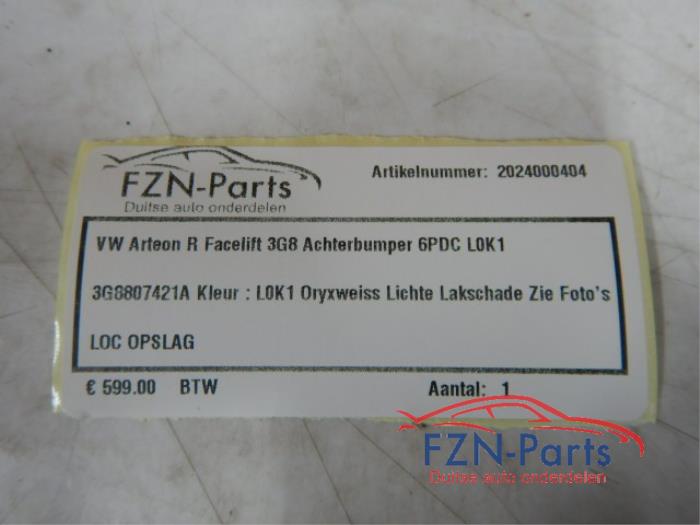 FZN-Parts
Duitse auto onderdelen
Artikelnummer: 2024000404
VW Arteon R Facelift 3G8 Achterbumper 6PDC L0K1
3G8807421A Kleur : L0K1 Oryxweiss Lichte Lakschade Zie Foto's
LOC OPSLAG
€ 599.00 BTW Aantal: 1
FZN-Parts
Duitse auto onderdelen